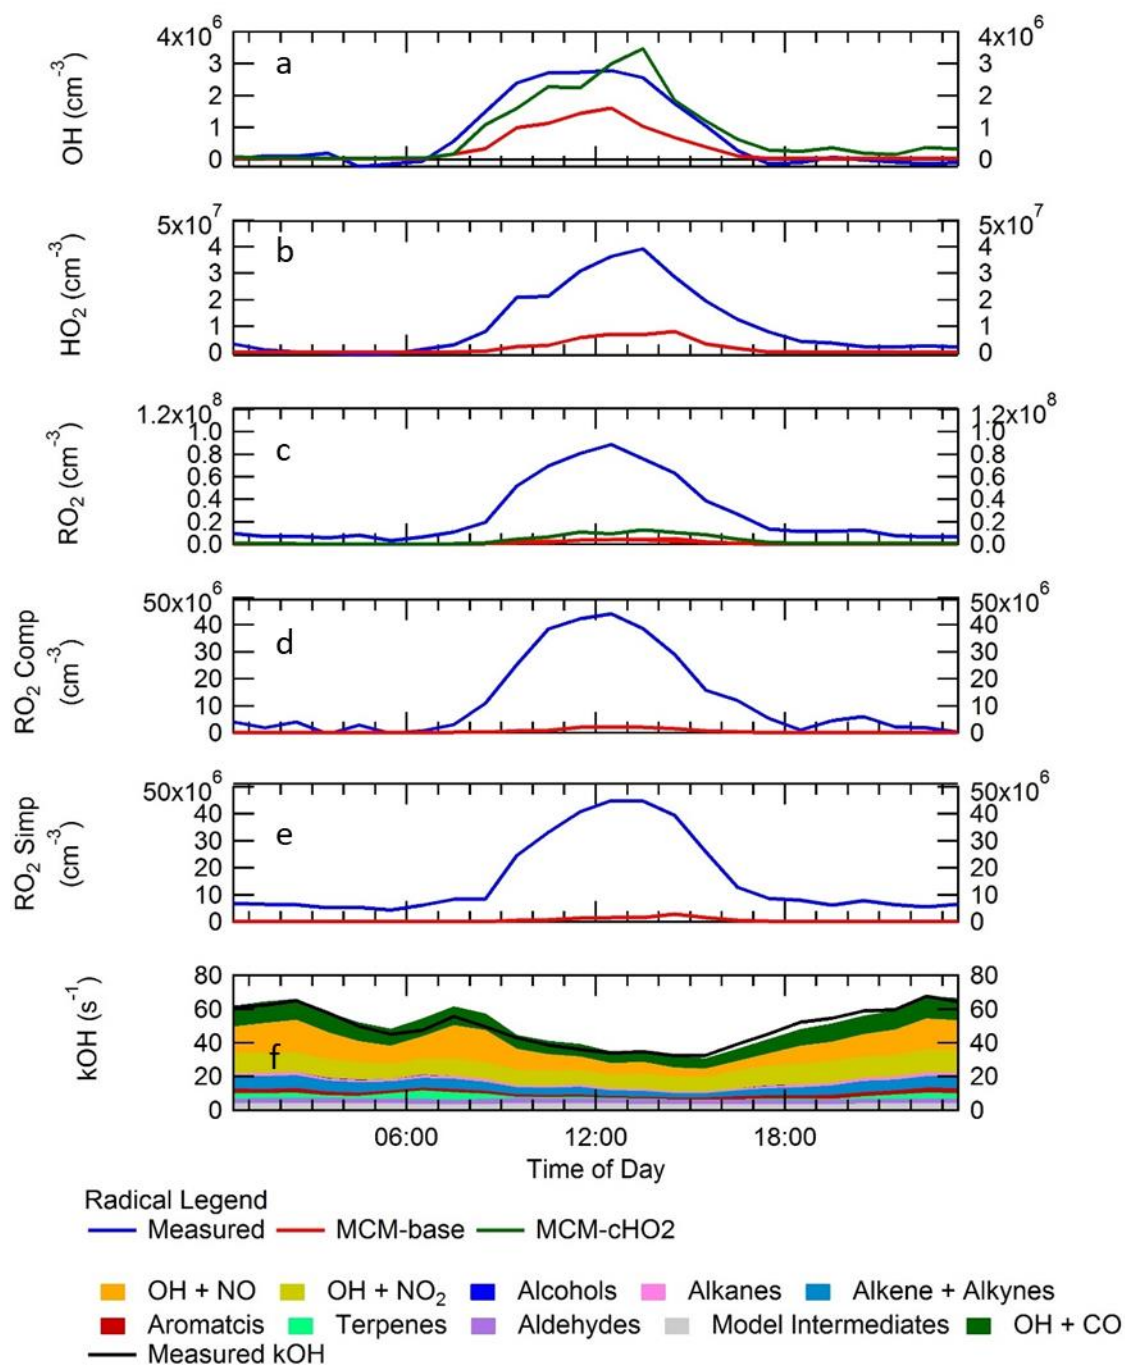 4x10⁶ 4x10⁶
OH (cm⁻³) a
3 3
2 2
1 1
0 0
5x10⁷ 5x10⁷
HO₂ (cm⁻³) b
4 4
3 3
2 2
1 1
0 0
1.2x10⁸ 1.2x10⁸
RO₂ (cm⁻³) c
1.0 1.0
0.8 0.8
0.6 0.6
0.4 0.4
0.2 0.2
0.0 0.0
50x10⁶ 50x10⁶
RO₂ Comp
(cm⁻³) d
40 40
30 30
20 20
10 10
0 0
50x10⁶ 50x10⁶
RO₂ Simp
(cm⁻³) e
40 40
30 30
20 20
10 10
0 0
kOH (s⁻¹) f
80 80
60 60
40 40
20 20
0 0
06:00 12:00 18:00
Time of Day
Radical Legend
Measured MCM-base MCM-cHO2
OH + NO OH + NO₂ Alcohols Alkanes Alkene + Alkynes
Aromatcis Terpenes Aldehydes Model Intermediates OH + CO
Measured kOH